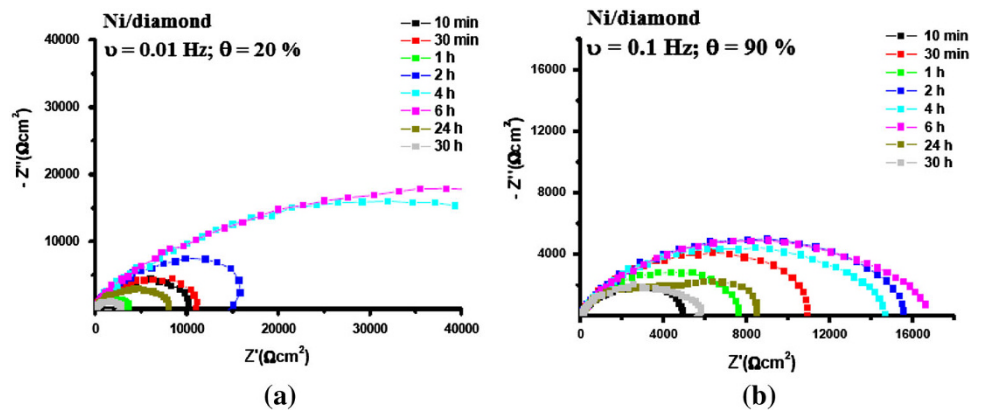 Ni/diamond
υ = 0.01 Hz; θ = 20 %
10 min
30 min
1 h
2 h
4 h
6 h
24 h
30 h
- Z''(Ωcm²)
40000
30000
20000
10000
0
0
10000
20000
30000
40000
Z'(Ωcm²)
(a)
Ni/diamond
υ = 0.1 Hz; θ = 90 %
10 min
30 min
1 h
2 h
4 h
6 h
24 h
30 h
- Z''(Ωcm²)
16000
12000
8000
4000
0
0
4000
8000
12000
16000
Z'(Ωcm²)
(b)